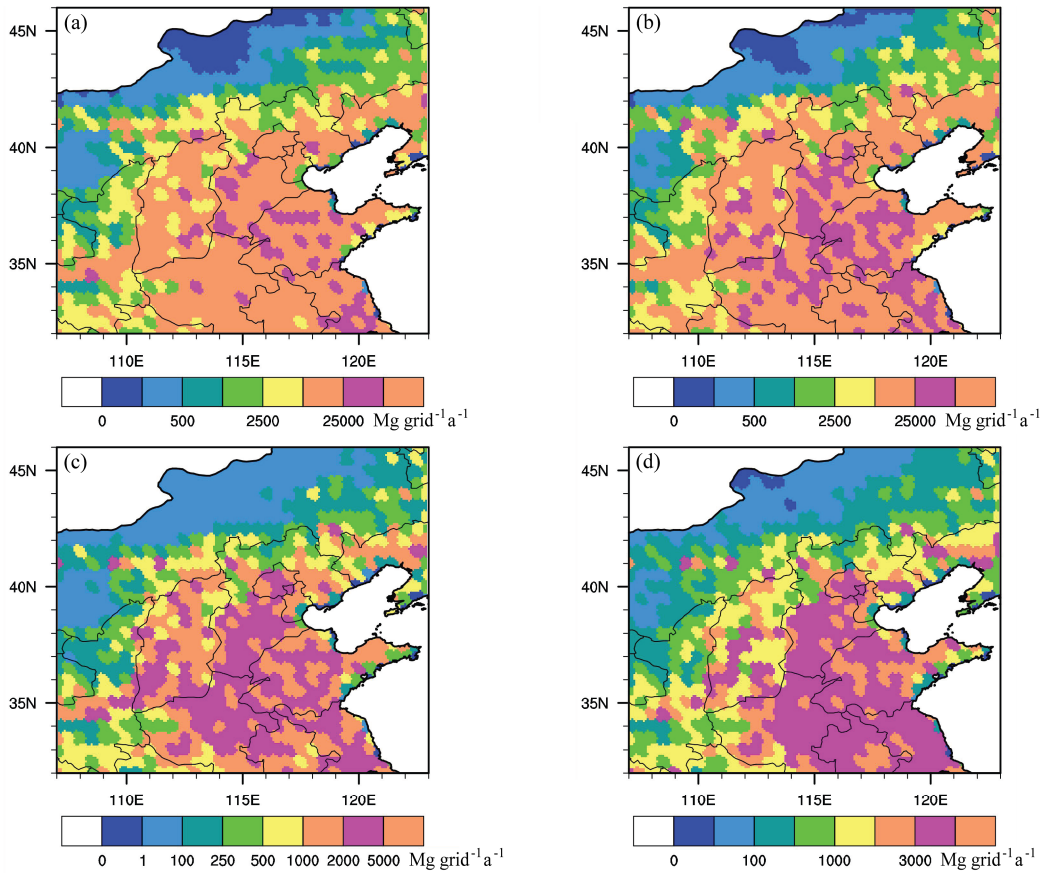 (a) (b)
45N 45N
40N 40N
35N 35N
110E 115E 120E 110E 115E 120E
0 500 2500 25000 Mg grid⁻¹a⁻¹ 0 500 2500 25000 Mg grid⁻¹a⁻¹
(c) (d)
45N 45N
40N 40N
35N 35N
110E 115E 120E 110E 115E 120E
0 1 100 250 500 1000 2000 5000 Mg grid⁻¹a⁻¹ 0 100 1000 3000 Mg grid⁻¹a⁻¹